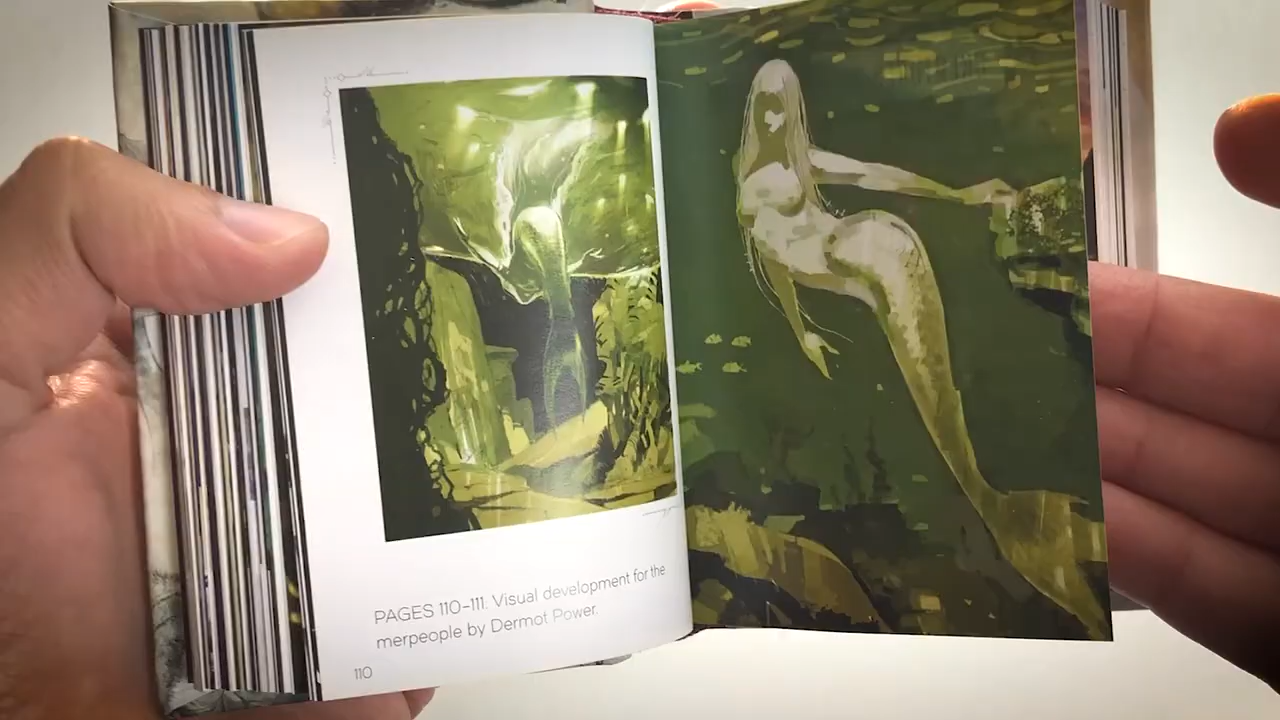 PAGES 110–111: Visual development for the
merpeople by Dermot Power.
110